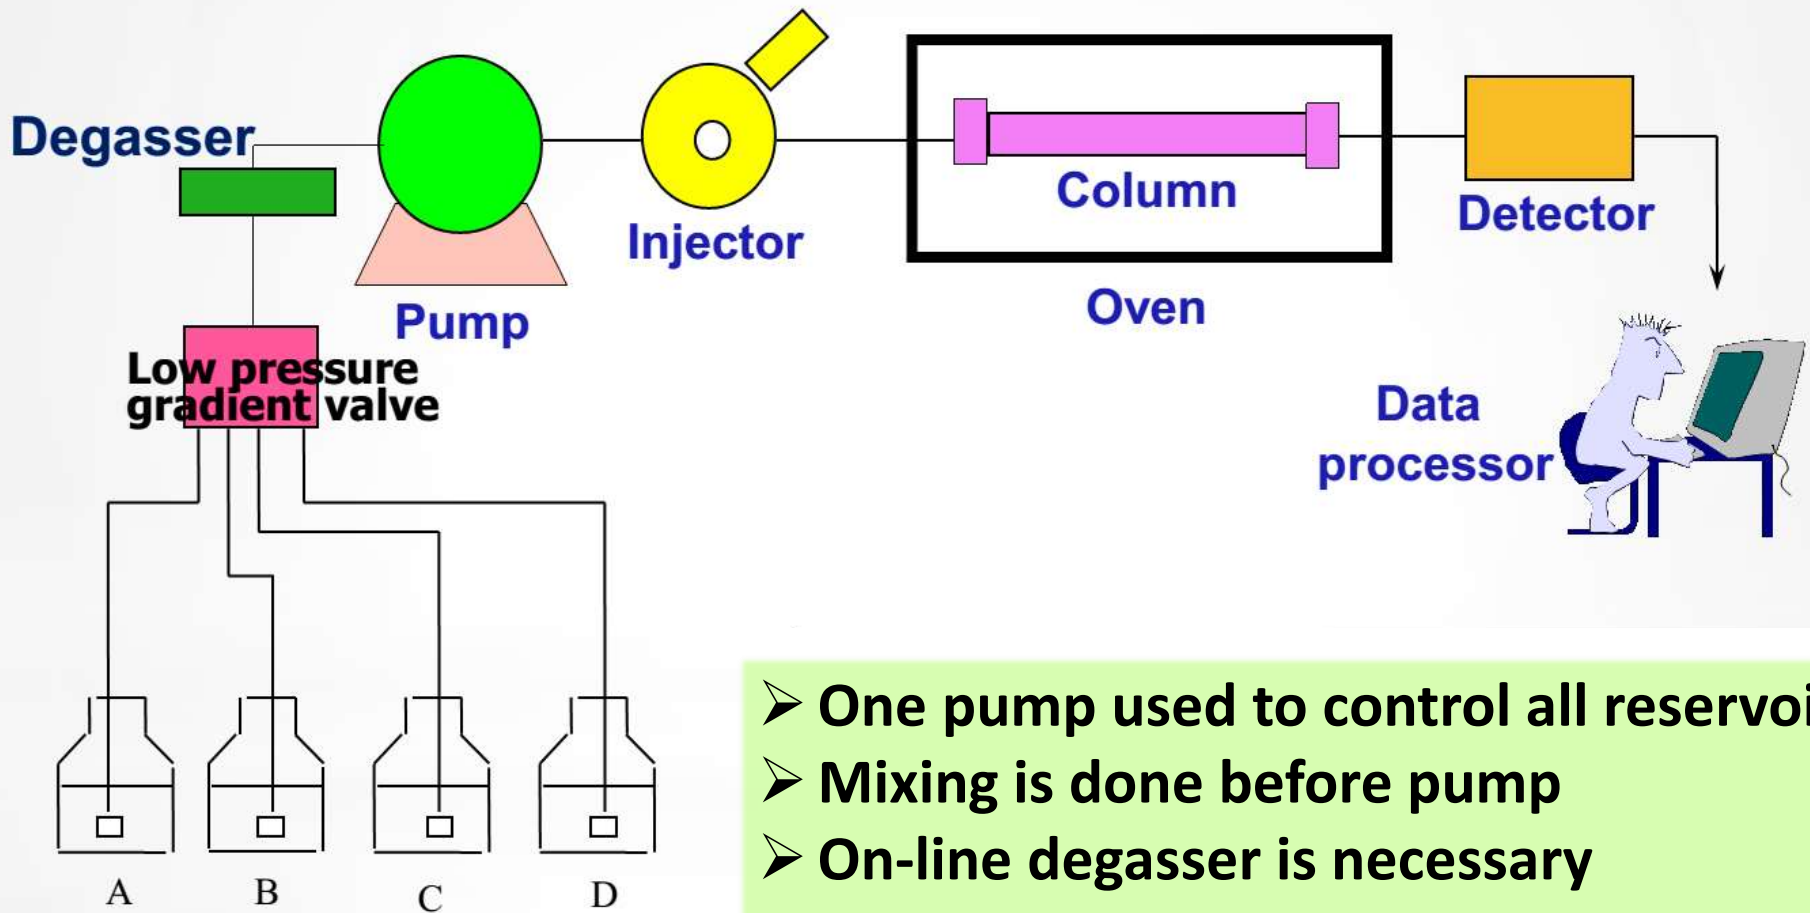 Degasser
Pump
Injector
Column
Oven
Detector
Low pressure
gradient valve
Data
processor
A
B
C
D
➢ One pump used to control all
➢ Mixing is done before pump
➢ On-line degasser is necessary